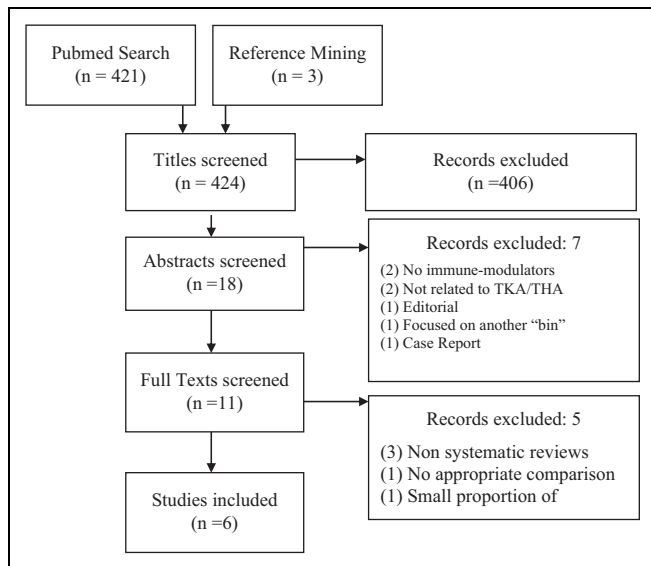 Pubmed Search
(n = 421)
Reference Mining
(n = 3)
Titles screened
(n = 424)
Records excluded
(n =406)
Abstracts screened
(n =18)
Records excluded: 7
(2) No immune-modulators
(2) Not related to TKA/THA
(1) Editorial
(1) Focused on another “bin”
(1) Case Report
Full Texts screened
(n =11)
Records excluded: 5
(3) Non systematic reviews
(1) No appropriate comparison
(1) Small proportion of
Studies included
(n =6)